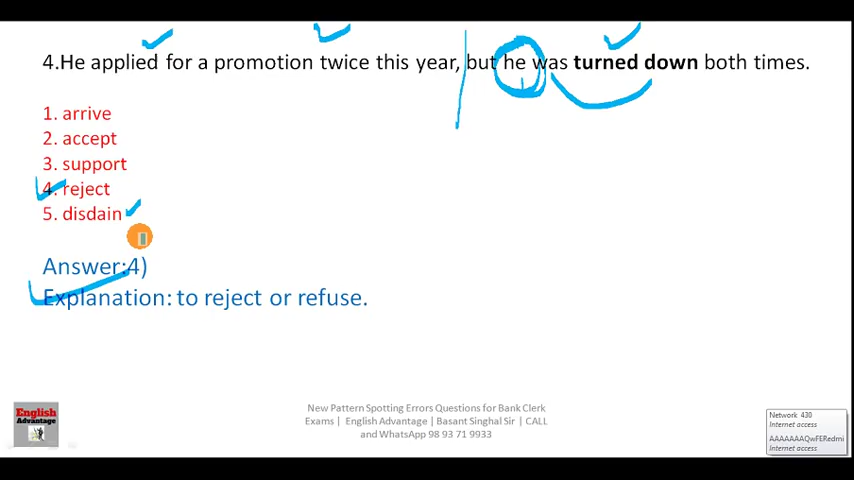 4.He applied for a promotion twice this year, but he was turned down both times.
1. arrive
2. accept
3. support
4. reject
5. disdain
Answer:4)
Explanation: to reject or refuse.
English
Advantage
New Pattern Spotting Errors Questions for Bank Clerk
Exams | English Advantage | Basant Singhal Sir | CALL
and WhatsApp 98 93 71 9933
Network 430
Internet access
AAAAAAAQwFERedmi
Internet access